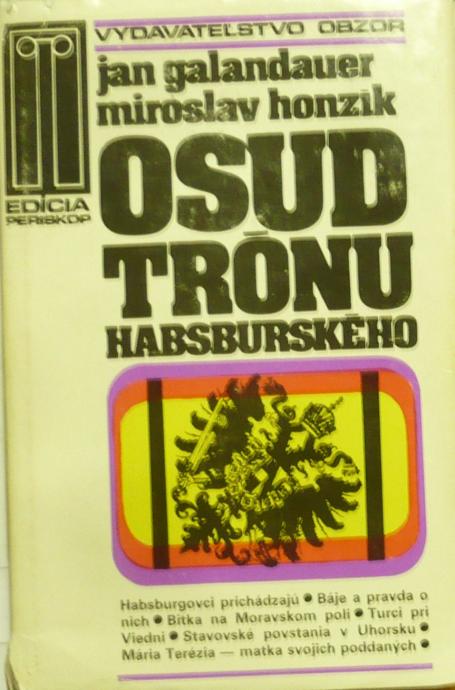 VYDAVATEĽSTVO OBZOR
jan galandauer
miroslav honzík
EDÍCIA
PERISKOP
OSUD
TRÓNU
HABSBURSKÉHO
Habsburgovci prichádzajú ● Báje a pravda o
nich ● Bitka na Moravskom poli ● Turci pri
Viedni ● Stavovské povstania v Uhorsku ●
Mária Terézia — matka svojich poddaných ●